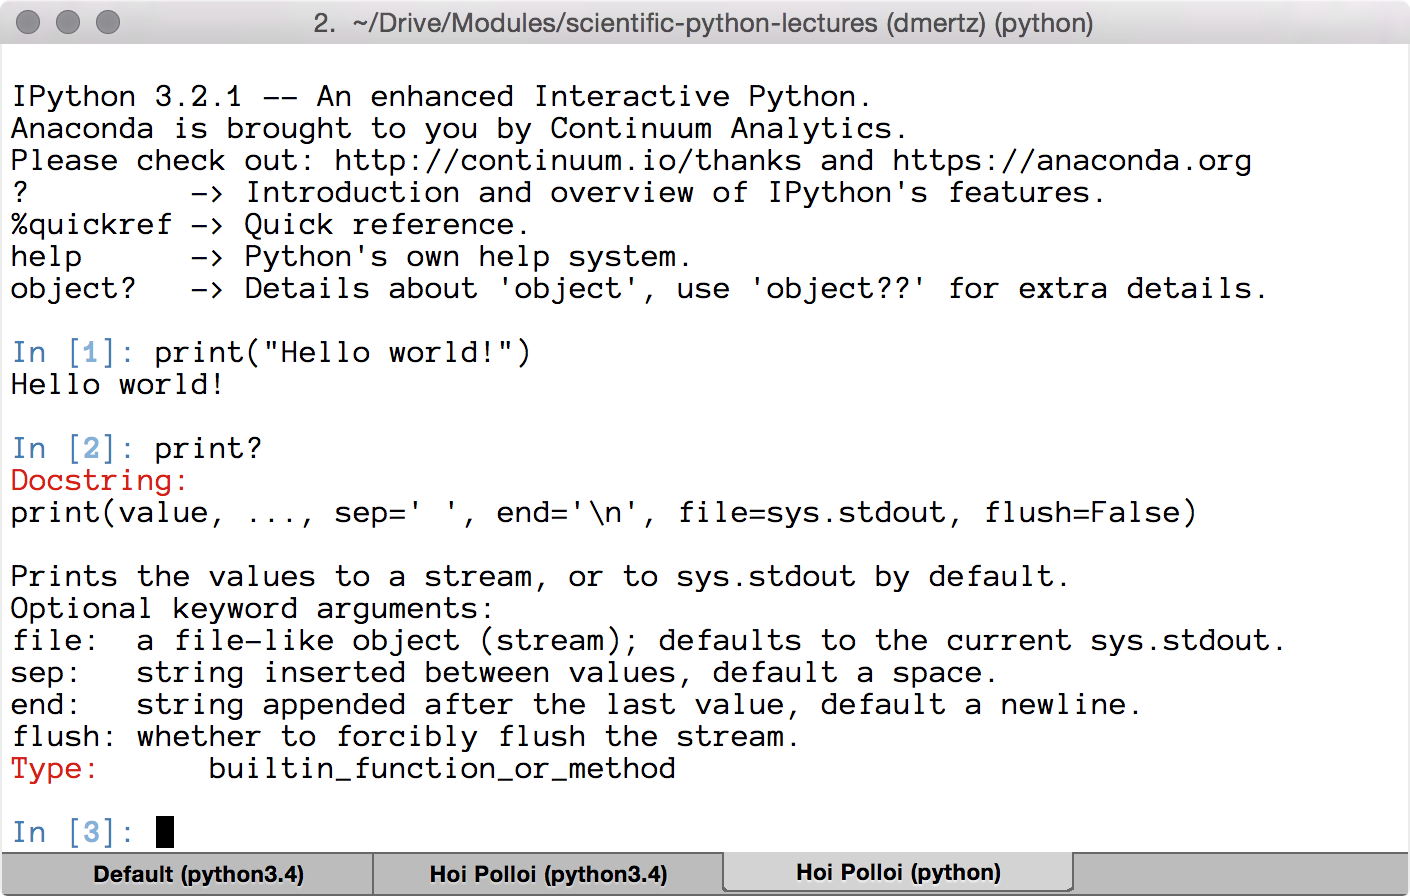 2. ~/Drive/Modules/scientific-python-lectures (dmertz) (python)
IPython 3.2.1 -- An enhanced Interactive Python.
Anaconda is brought to you by Continuum Analytics.
Please check out: http://continuum.io/thanks and https://anaconda.org
?         -> Introduction and overview of IPython's features.
%quickref -> Quick reference.
help      -> Python's own help system.
object?   -> Details about 'object', use 'object??' for extra details.
In [1]: print("Hello world!")
Hello world!
In [2]: print?
Docstring:
print(value, ..., sep=' ', end='\n', file=sys.stdout, flush=False)
Prints the values to a stream, or to sys.stdout by default.
Optional keyword arguments:
file:  a file-like object (stream); defaults to the current sys.stdout.
sep:   string inserted between values, default a space.
end:   string appended after the last value, default a newline.
flush: whether to forcibly flush the stream.
Type:      builtin_function_or_method
In [3]:
Default (python3.4) Hoi Polloi (python3.4) Hoi Polloi (python)